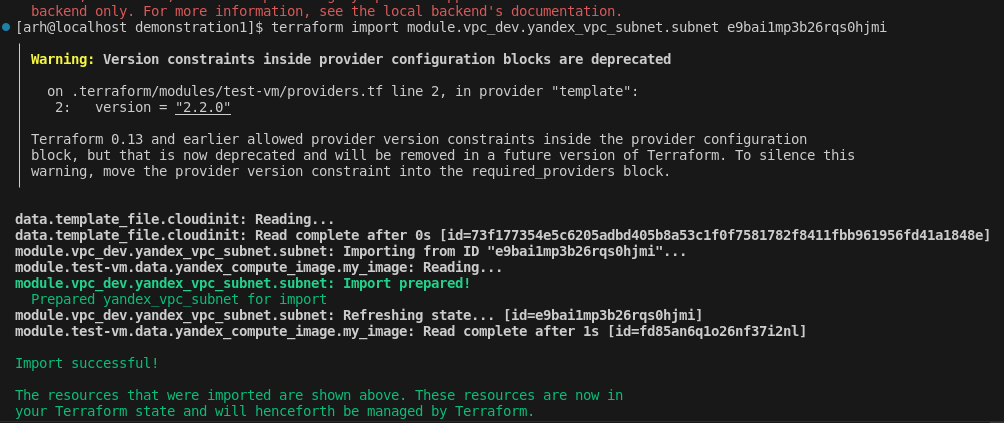 backend only. For more information, see the local backend's documentation.
[arh@localhost demonstration1]$ terraform import module.vpc_dev.yandex_vpc_subnet.subnet e9bai1mp3b26rqs0hjmi
Warning: Version constraints inside provider configuration blocks are deprecated
on .terraform/modules/test-vm/providers.tf line 2, in provider "template":
2:   version = "2.2.0"
Terraform 0.13 and earlier allowed provider version constraints inside the provider configuration
block, but that is now deprecated and will be removed in a future version of Terraform. To silence this
warning, move the provider version constraint into the required_providers block.
data.template_file.cloudinit: Reading...
data.template_file.cloudinit: Read complete after 0s [id=73f177354e5c6205adbd405b8a53c1f0f7581782f8411fbb961956fd41a1848e]
module.vpc_dev.yandex_vpc_subnet.subnet: Importing from ID "e9bai1mp3b26rqs0hjmi"...
module.test-vm.data.yandex_compute_image.my_image: Reading...
module.vpc_dev.yandex_vpc_subnet.subnet: Import prepared!
Prepared yandex_vpc_subnet for import
module.vpc_dev.yandex_vpc_subnet.subnet: Refreshing state... [id=e9bai1mp3b26rqs0hjmi]
module.test-vm.data.yandex_compute_image.my_image: Read complete after 1s [id=fd85an6q1o26nf37i2nl]
Import successful!
The resources that were imported are shown above. These resources are now in
your Terraform state and will henceforth be managed by Terraform.